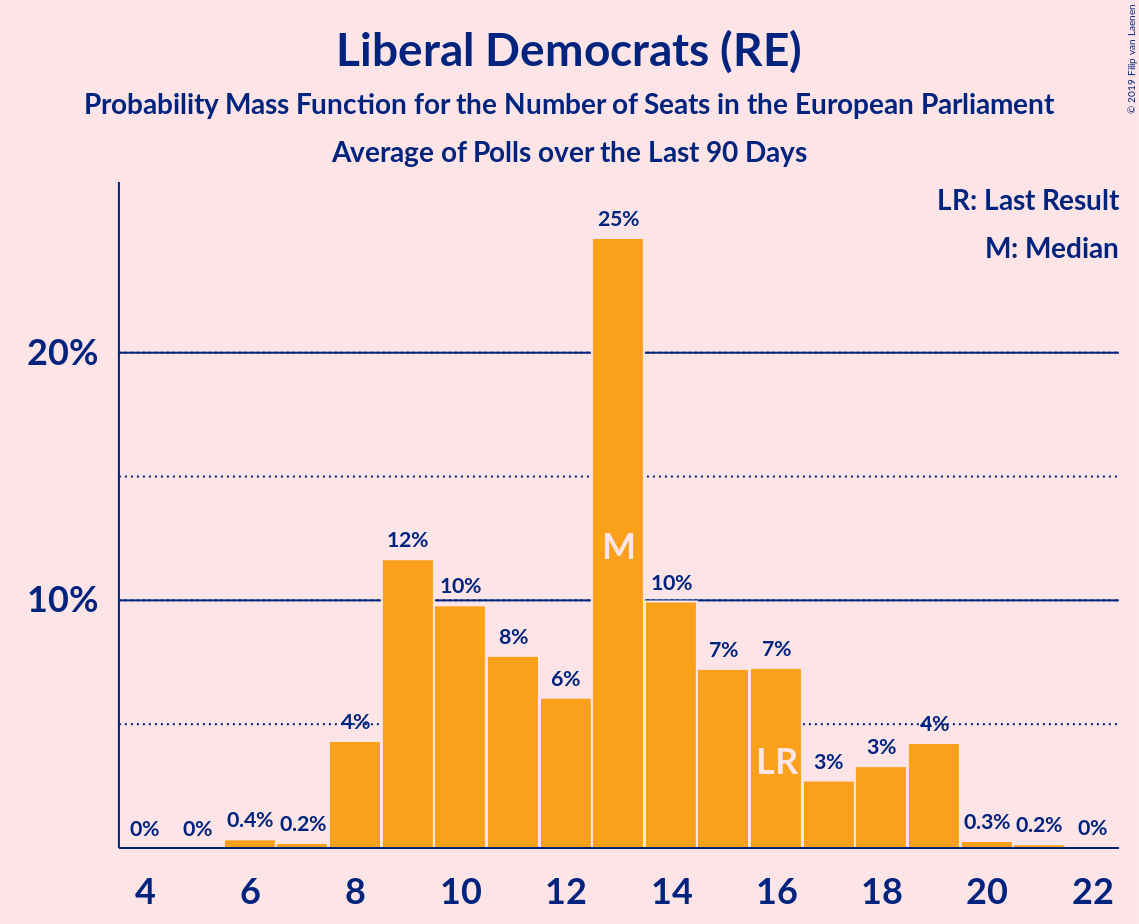 Liberal Democrats (RE)
Probability Mass Function for the Number of Seats in the European Parliament
Average of Polls over the Last 90 Days
© 2019 Filip van Laenen
LR: Last Result
M: Median
20%
10%
0%
0%
0.4%
0.2%
4%
12%
10%
8%
6%
25%
M
10%
7%
7%
LR
3%
3%
4%
0.3%
0.2%
0%
4 6 8 10 12 14 16 18 20 22